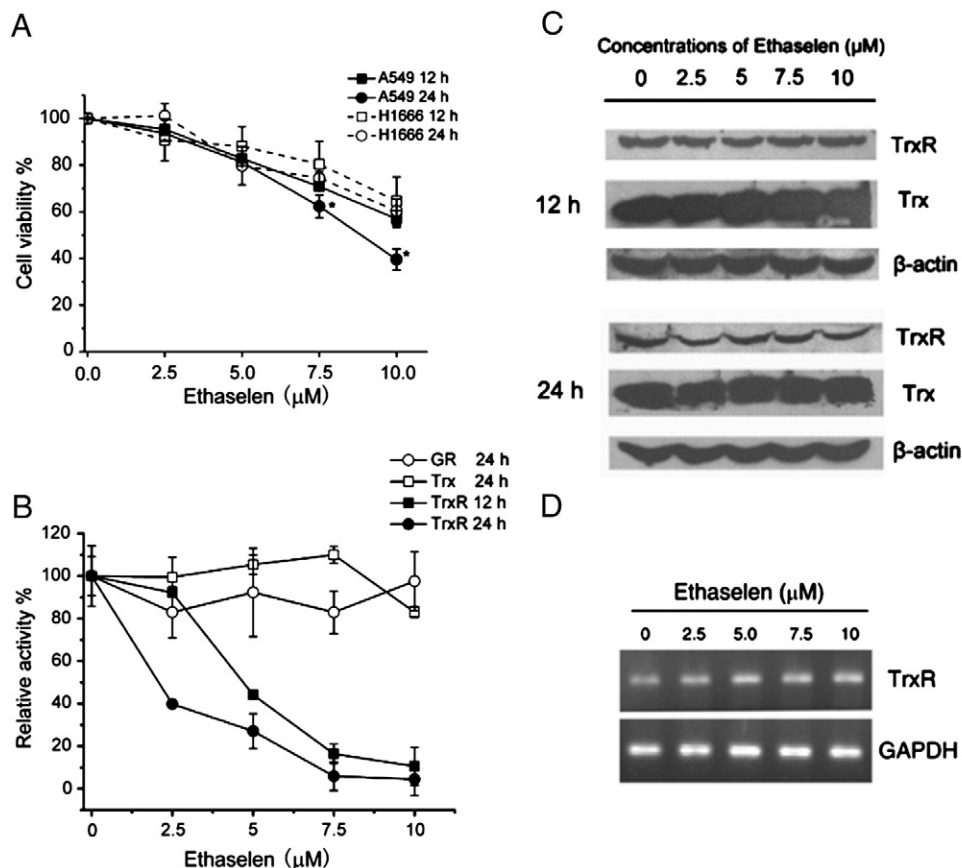 A
A549 12 h
A549 24 h
H1666 12 h
H1666 24 h
Cell viability %
100
80
60
40
20
0
*
*
0.0 2.5 5.0 7.5 10.0
Ethaselen (μM)
B
GR 24 h
Trx 24 h
TrxR 12 h
TrxR 24 h
Relative activity %
120
100
80
60
40
20
0
0 2.5 5 7.5 10
Ethaselen (μM)
C
Concentrations of Ethaselen (μM)
0 2.5 5 7.5 10
12 h
TrxR
Trx
β-actin
24 h
TrxR
Trx
β-actin
D
Ethaselen (μM)
0 2.5 5.0 7.5 10
TrxR
GAPDH